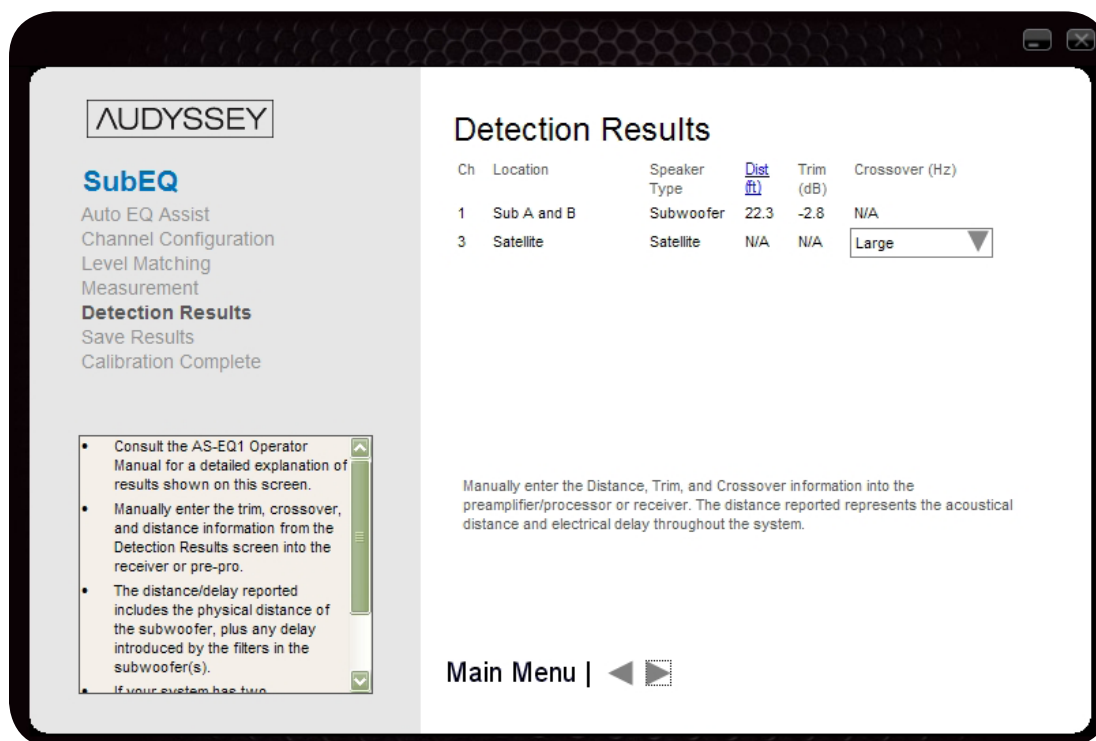 AUDYSSEY
SubEQ
Auto EQ Assist
Channel Configuration
Level Matching
Measurement
Detection Results
Save Results
Calibration Complete
• Consult the AS-EQ1 Operator
Manual for a detailed explanation of
results shown on this screen.
• Manually enter the trim, crossover,
and distance information from the
Detection Results screen into the
receiver or pre-pro.
• The distance/delay reported
includes the physical distance of
the subwoofer, plus any delay
introduced by the filters in the
subwoofer(s).
• If your system has two
Detection Results
Ch Location Speaker Type Dist (ft) Trim (dB) Crossover (Hz)
1 Sub A and B Subwoofer 22.3 -2.8 N/A
3 Satellite Satellite N/A N/A Large
Manually enter the Distance, Trim, and Crossover information into the
preamplifier/processor or receiver. The distance reported represents the acoustical
distance and electrical delay throughout the system.
Main Menu |